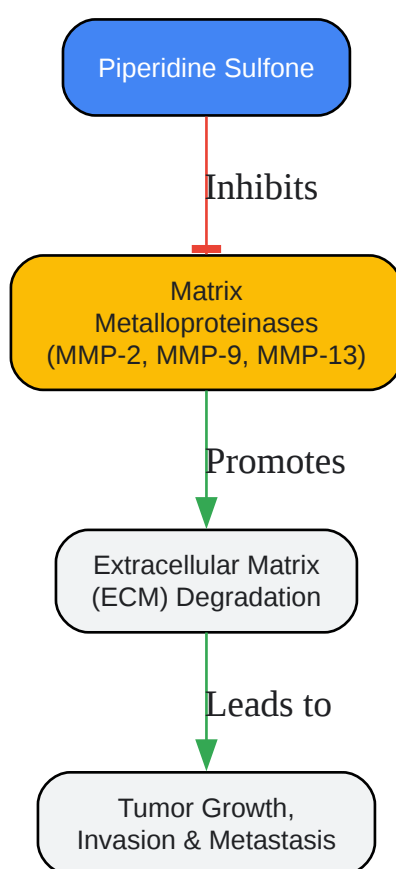 Piperidine Sulfone
Inhibits
Matrix
Metalloproteinases
(MMP-2, MMP-9, MMP-13)
Promotes
Extracellular Matrix
(ECM) Degradation
Leads to
Tumor Growth,
Invasion & Metastasis